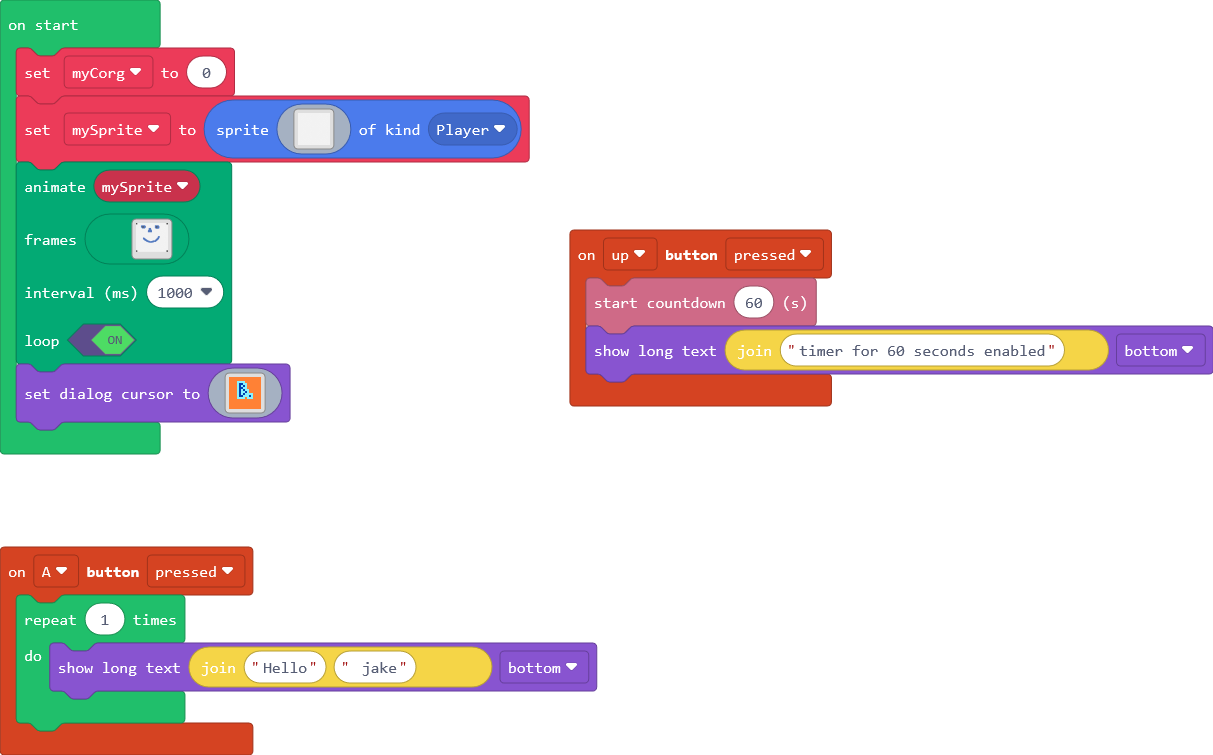 on start
set myCorg to 0
set mySprite to sprite of kind Player
animate mySprite
frames
interval (ms) 1000
loop ON
set dialog cursor to
on up button pressed
start countdown 60 (s)
show long text join "timer for 60 seconds enabled" bottom
on A button pressed
repeat 1 times
do
show long text join "Hello" " jake" bottom